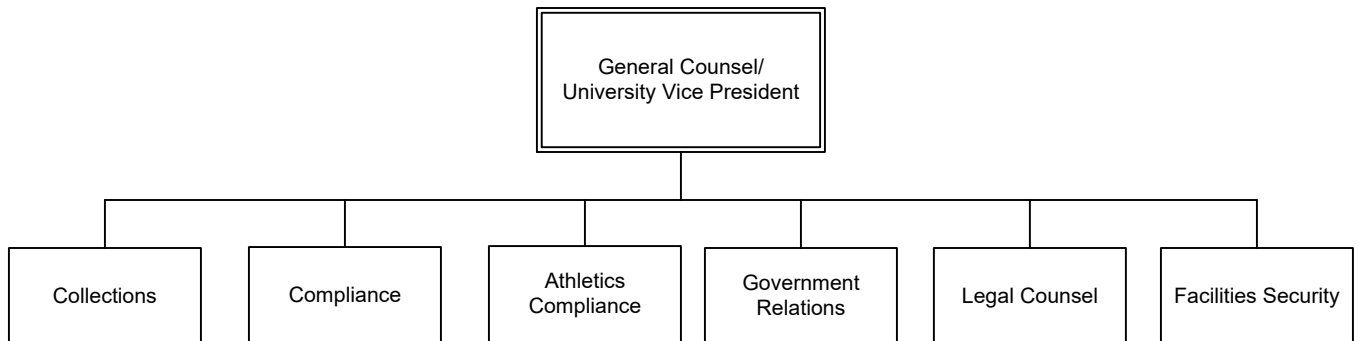 General Counsel/
University Vice President
Collections
Compliance
Athletics
Compliance
Government
Relations
Legal Counsel
Facilities Security